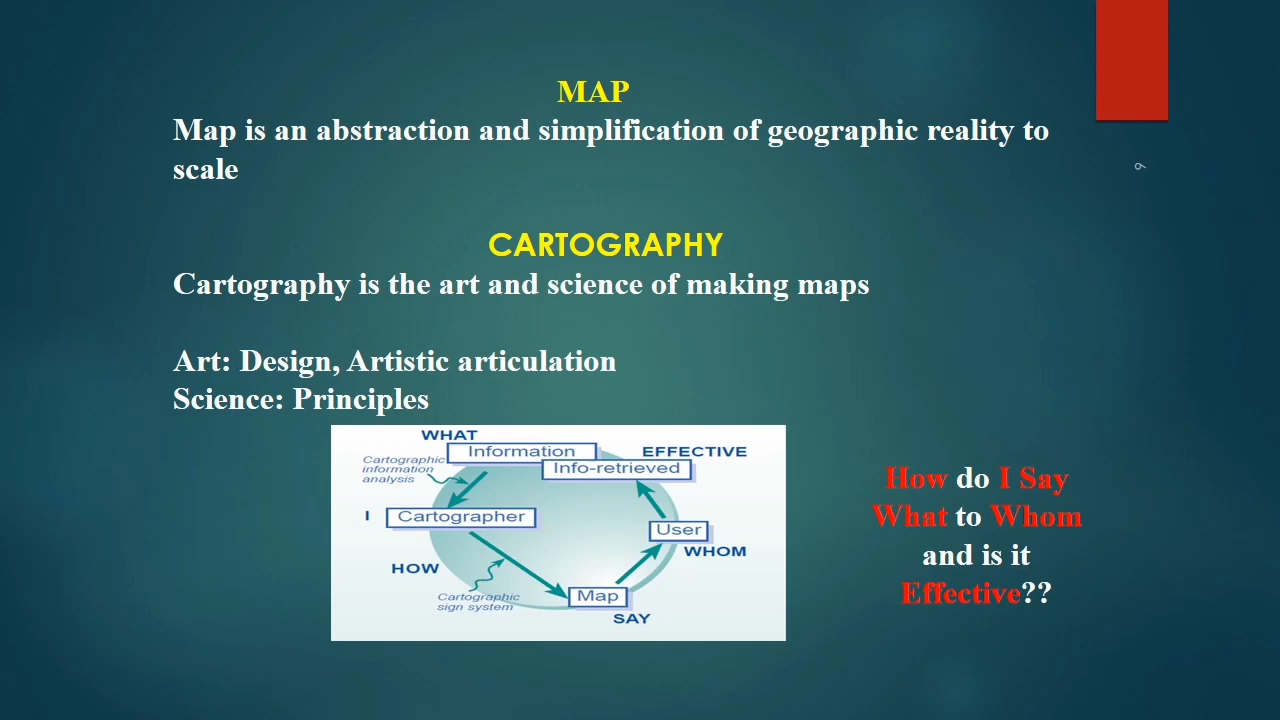 MAP
Map is an abstraction and simplification of geographic reality to
scale
CARTOGRAPHY
Cartography is the art and science of making maps
Art: Design, Artistic articulation
Science: Principles
WHAT
Information
EFFECTIVE
Info-retrieved
Cartographic
information
analysis
I
Cartographer
User
WHOM
HOW
Cartographic
sign system
Map
SAY
How do I Say
What to Whom
and is it
Effective??